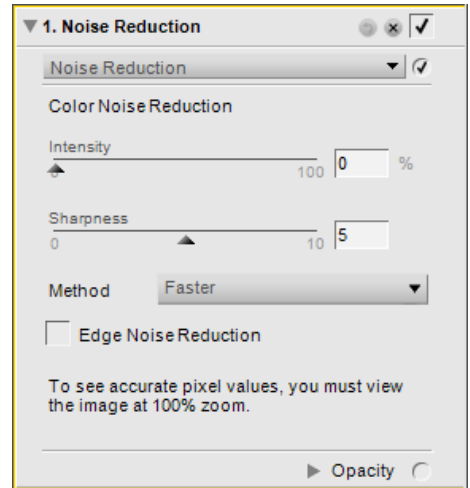 1. Noise Reduction
Noise Reduction
Color Noise Reduction
Intensity
0 100 0 %
Sharpness
0 10 5
Method Faster
Edge Noise Reduction
To see accurate pixel values, you must view
the image at 100% zoom.
Opacity